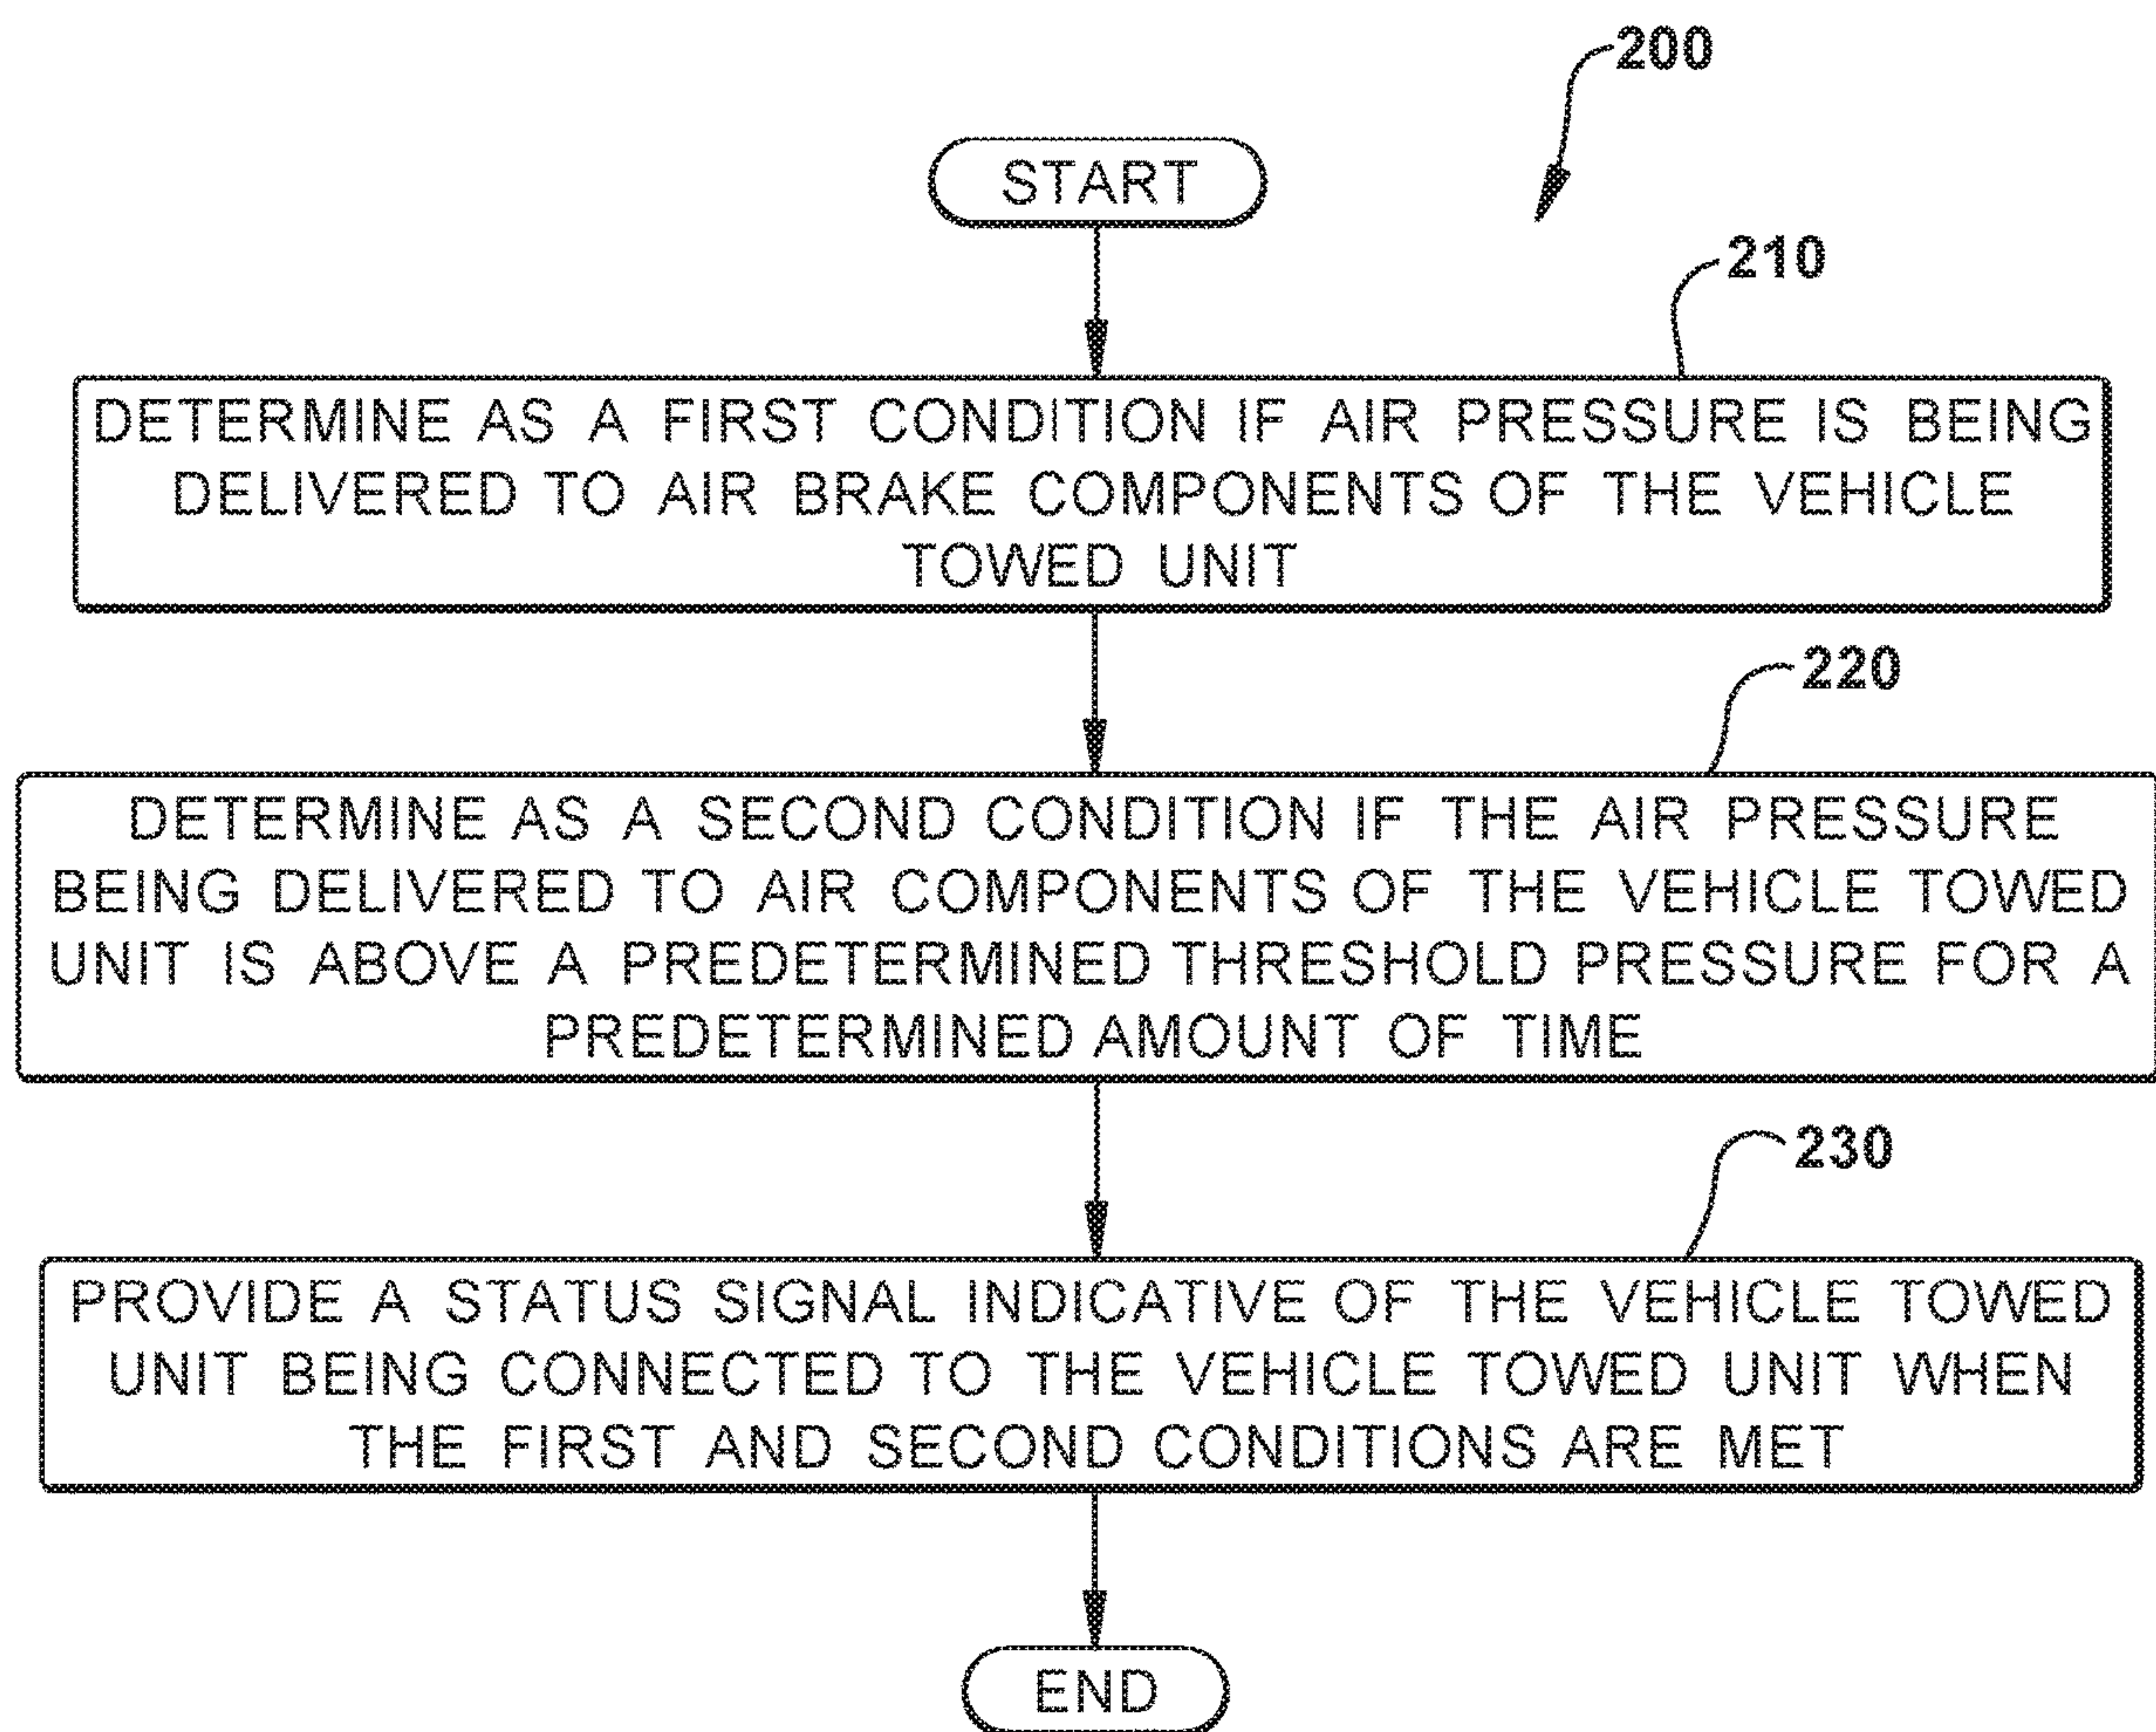 200
START
210
DETERMINE AS A FIRST CONDITION IF AIR PRESSURE IS BEING
DELIVERED TO AIR BRAKE COMPONENTS OF THE VEHICLE
TOWED UNIT
220
DETERMINE AS A SECOND CONDITION IF THE AIR PRESSURE
BEING DELIVERED TO AIR COMPONENTS OF THE VEHICLE TOWED
UNIT IS ABOVE A PREDETERMINED THRESHOLD PRESSURE FOR A
PREDETERMINED AMOUNT OF TIME
230
PROVIDE A STATUS SIGNAL INDICATIVE OF THE VEHICLE TOWED
UNIT BEING CONNECTED TO THE VEHICLE TOWED UNIT WHEN
THE FIRST AND SECOND CONDITIONS ARE MET
END